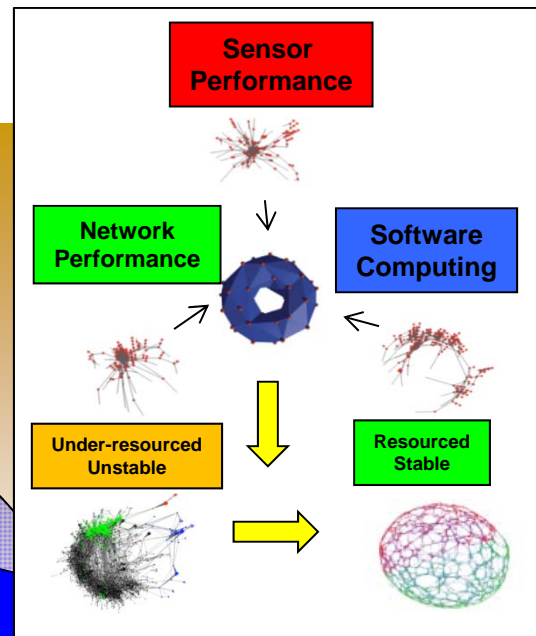 Sensor
Performance
Network
Performance
Software
Computing
Under-resourced
Unstable
Resourced
Stable